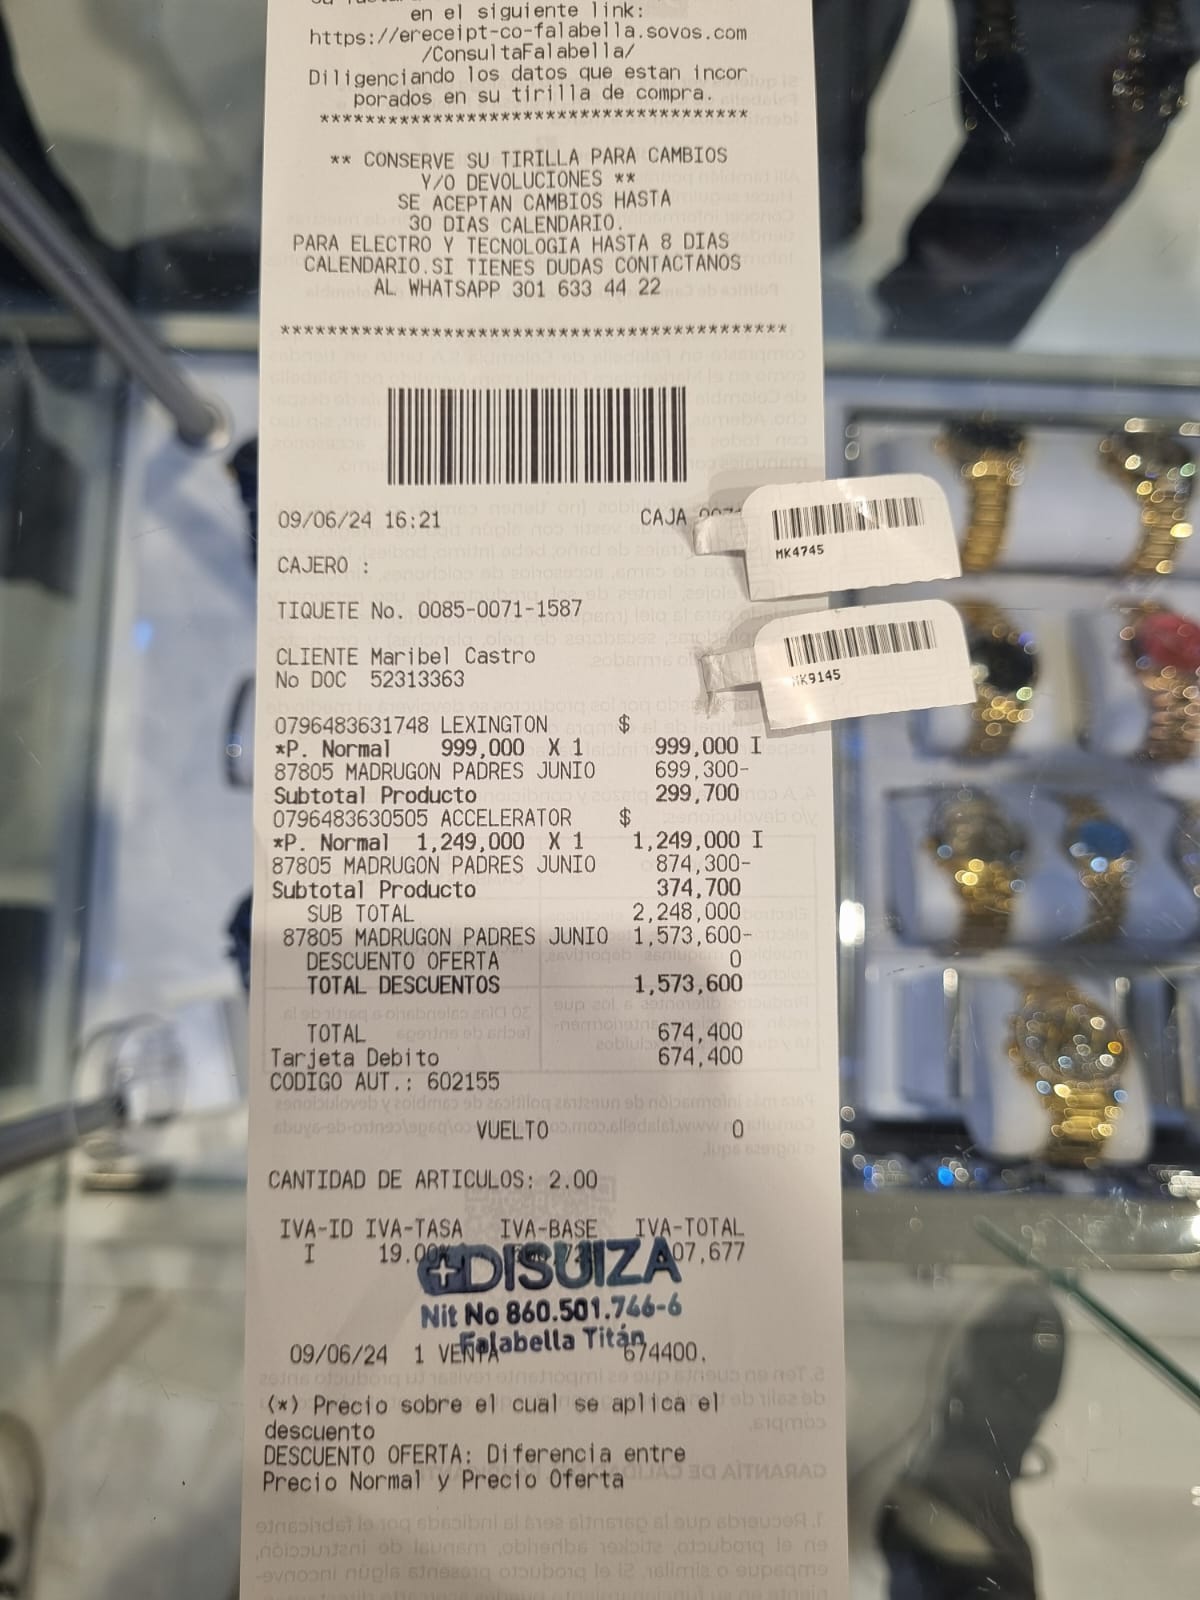 en el siguiente link:
https://ereceipt-co-falabella.sovos.com
/ConsultaFalabella/
Diligenciando los datos que estan incor
porados en su tirilla de compra.
**************************************
** CONSERVE SU TIRILLA PARA CAMBIOS
Y/O DEVOLUCIONES **
SE ACEPTAN CAMBIOS HASTA
30 DIAS CALENDARIO.
PARA ELECTRO Y TECNOLOGIA HASTA 8 DIAS
CALENDARIO.SI TIENES DUDAS CONTACTANOS
AL WHATSAPP 301 633 44 22
********************************************
09/06/24 16:21 CAJA
MK4745
CAJERO :
TIQUETE No. 0085-0071-1587
CLIENTE Maribel Castro
No DOC 52313363
MK9145
0796483631748 LEXINGTON $
*P. Normal 999,000 X 1 999,000 I
87805 MADRUGON PADRES JUNIO 699,300-
Subtotal Producto 299,700
0796483630505 ACCELERATOR $
*P. Normal 1,249,000 X 1 1,249,000 I
87805 MADRUGON PADRES JUNIO 874,300-
Subtotal Producto 374,700
SUB TOTAL 2,248,000
87805 MADRUGON PADRES JUNIO 1,573,600-
DESCUENTO OFERTA 0
TOTAL DESCUENTOS 1,573,600
TOTAL 674,400
Tarjeta Debito 674,400
CODIGO AUT.: 602155
VUELTO 0
CANTIDAD DE ARTICULOS: 2.00
IVA-ID IVA-TASA IVA-BASE IVA-TOTAL
I 19.00%
DISUIZA
Nit No 860.501.746-6
Falabella Titán
09/06/24 1 VENTA 674400.
(*) Precio sobre el cual se aplica el
descuento
DESCUENTO OFERTA: Diferencia entre
Precio Normal y Precio Oferta